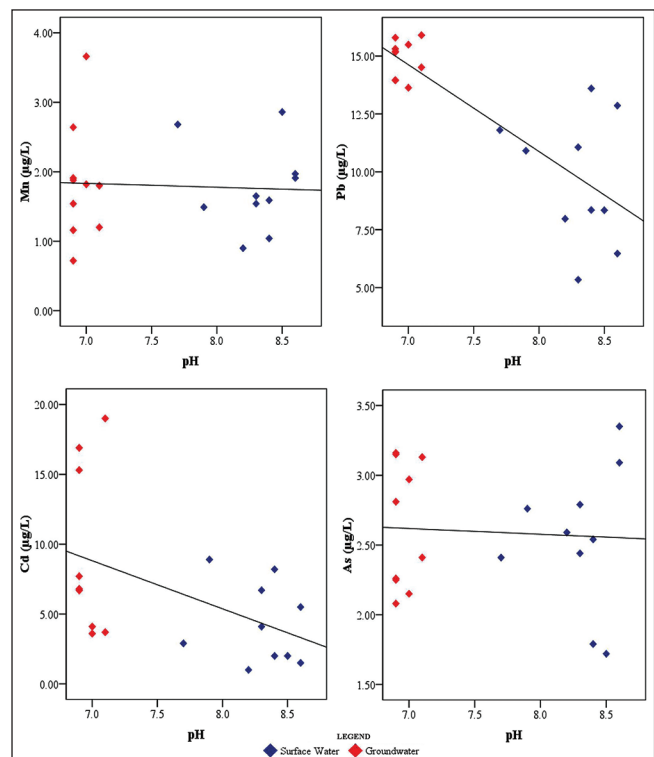 4.00
3.00
2.00
1.00
0.00
Mn (µg/L)
7.0 7.5 8.0 8.5
pH
15.00
12.50
10.00
7.50
5.00
Pb (µg/L)
7.0 7.5 8.0 8.5
pH
20.00
15.00
10.00
5.00
0.00
Cd (µg/L)
7.0 7.5 8.0 8.5
pH
3.50
3.00
2.50
2.00
1.50
As (µg/L)
7.0 7.5 8.0 8.5
pH
LEGEND
Surface Water Groundwater